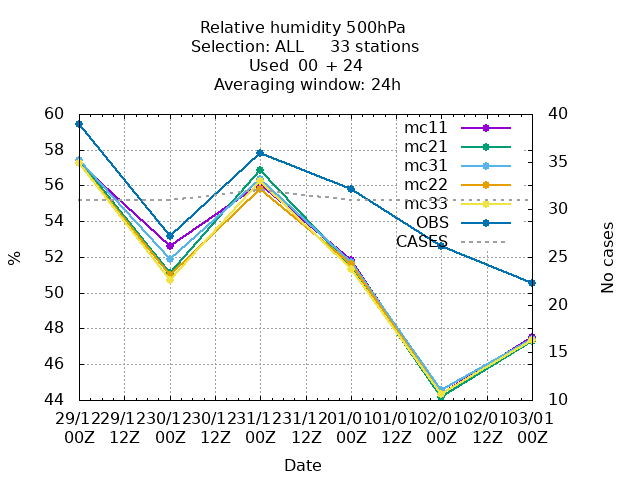 Relative humidity 500hPa
Selection: ALL 33 stations
Used 00 + 24
Averaging window: 24h
60
58
56
54
52
50
48
46
44
%
40
35
30
25
20
15
10
No cases
mc11
mc21
mc31
mc22
mc33
OBS
CASES
29/12 29/12 30/12 30/12 31/12 31/12 01/01 01/01 02/01 02/01 03/01
00Z 12Z 00Z 12Z 00Z 12Z 00Z 12Z 00Z 12Z 00Z
Date